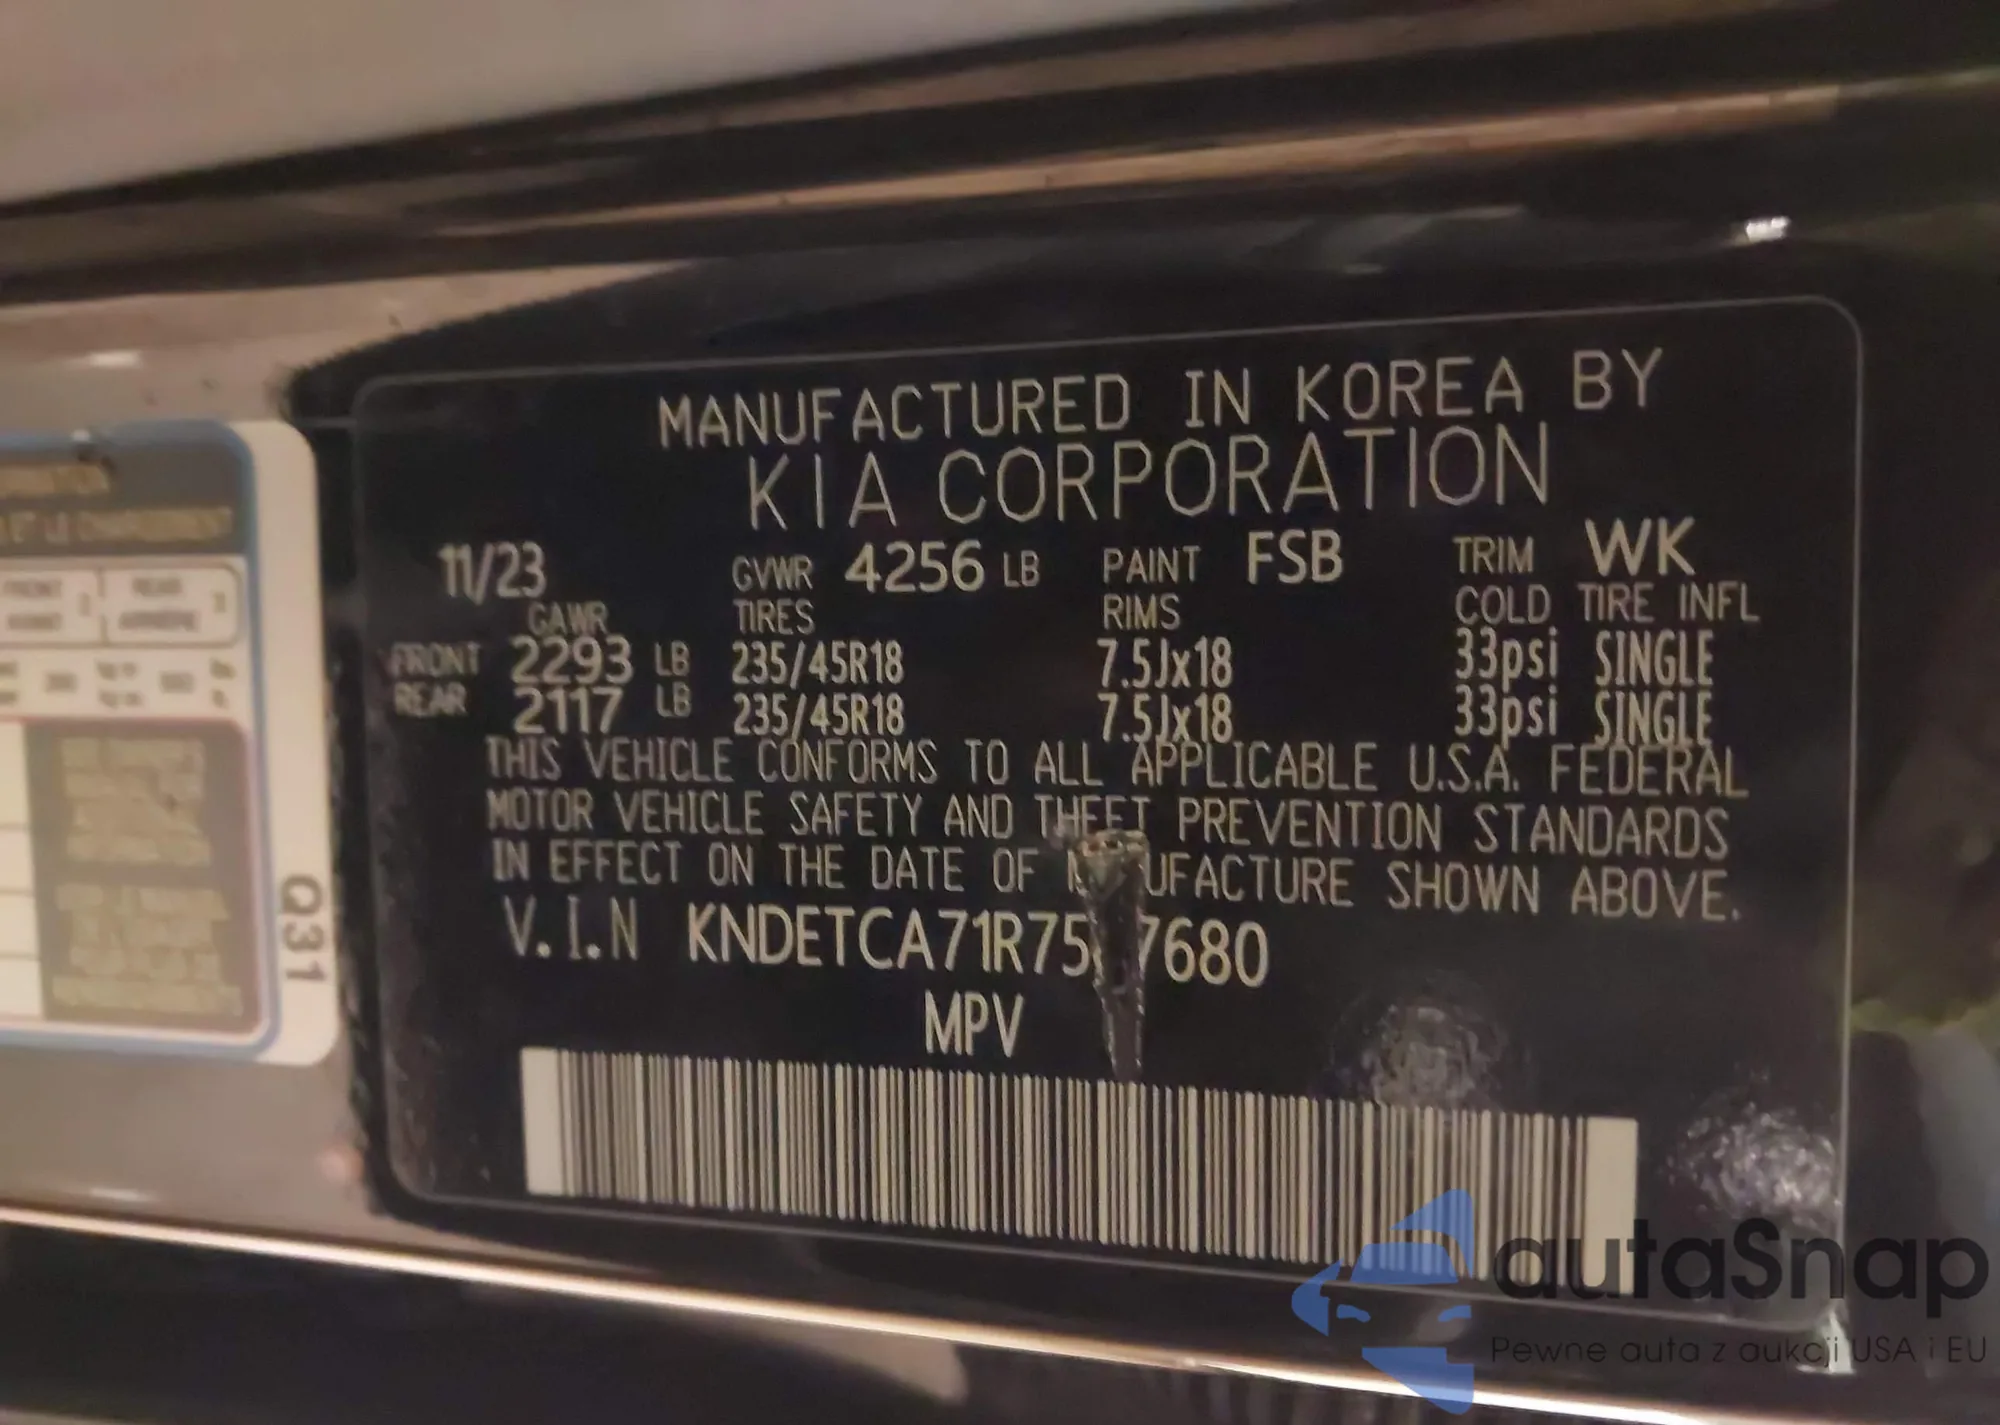 MANUFACTURED IN KOREA BY
KIA CORPORATION
11/23 GVWR 4256 LB PAINT FSB TRIM WK
GAWR TIRES RIMS COLD TIRE INFL
FRONT 2293 LB 235/45R18 7.5Jx18 33psi SINGLE
REAR 2117 LB 235/45R18 7.5Jx18 33psi SINGLE
THIS VEHICLE CONFORMS TO ALL APPLICABLE U.S.A. FEDERAL
MOTOR VEHICLE SAFETY AND THEFT PREVENTION STANDARDS
IN EFFECT ON THE DATE OF SHOWN ABOVE.
V.I.N
MPV
Q31
FRONT REAR
autaSnap
Pewne auta z aukcji USA i EU